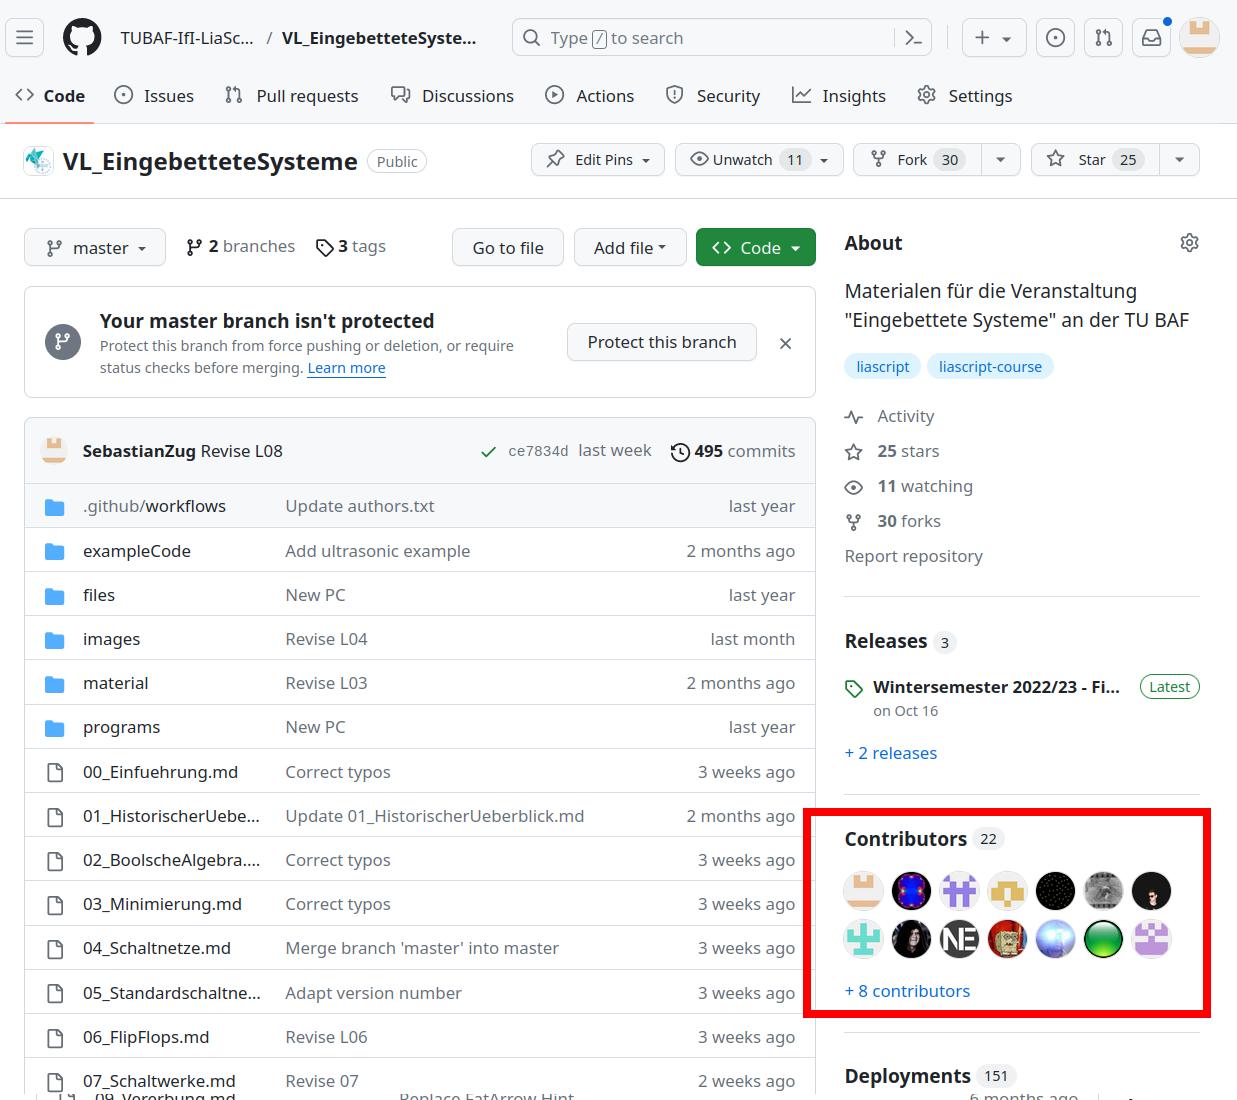 TUBAF-IfI-LiaSc... / VL_EingebetteteSyste... Type / to search
Code Issues Pull requests Discussions Actions Security Insights Settings
VL_EingebetteteSysteme Public Edit Pins Unwatch 11 Fork 30 Star 25
master 2 branches 3 tags Go to file Add file Code
Your master branch isn't protected
Protect this branch from force pushing or deletion, or require
status checks before merging. Learn more
Protect this branch
SebastianZug Revise L08 ce7834d last week 495 commits
.github/workflows Update authors.txt last year
exampleCode Add ultrasonic example 2 months ago
files New PC last year
images Revise L04 last month
material Revise L03 2 months ago
programs New PC last year
00_Einfuehrung.md Correct typos 3 weeks ago
01_HistorischerUebe... Update 01_HistorischerUeberblick.md 2 months ago
02_BoolscheAlgebra.... Correct typos 3 weeks ago
03_Minimierung.md Correct typos 3 weeks ago
04_Schaltnetze.md Merge branch 'master' into master 3 weeks ago
05_Standardschaltne... Adapt version number 3 weeks ago
06_FlipFlops.md Revise L06 3 weeks ago
07_Schaltwerke.md Revise 07 2 weeks ago
09_Vererbung.md Replace FatArrow Hint 6 months ago
About
Materialen für die Veranstaltung
"Eingebettete Systeme" an der TU BAF
liascript liascript-course
Activity
25 stars
11 watching
30 forks
Report repository
Releases 3
Wintersemester 2022/23 - Fi... Latest
on Oct 16
+ 2 releases
Contributors 22
NE
+ 8 contributors
Deployments 151